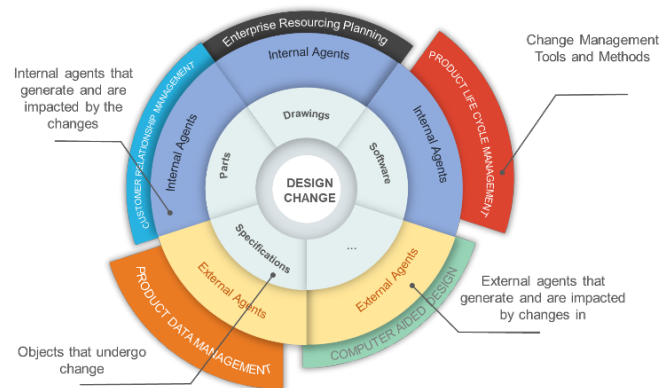 Enterprise Resourcing Planning
Internal Agents
Change Management
Tools and Methods
Internal agents that
generate and are
impacted by the
changes
CUSTOMER RELATIONSHIP MANAGEMENT
Internal Agents
Parts
Drawings
Software
Internal Agents
PRODUCT LIFE CYCLE MANAGEMENT
DESIGN
CHANGE
Specifications
...
External Agents
External Agents
PRODUCT DATA MANAGEMENT
COMPUTER AIDED DESIGN
External agents that
generate and are impacted
by changes in
Objects that undergo
change